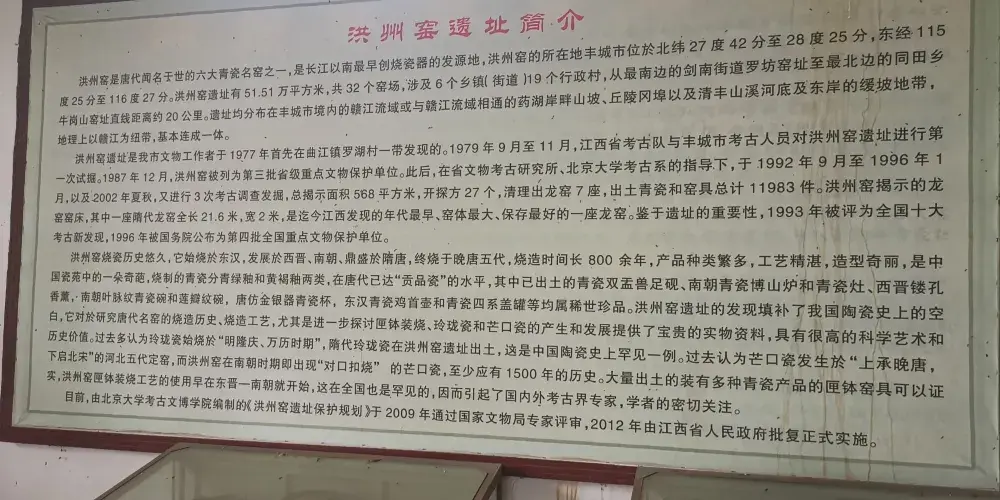 洪州窑遗址简介
洪州窑是唐代闻名于世的六大青瓷名窑之一,是长江以南最早创烧瓷器的发源地,洪州窑的所在地丰城市位於北纬27度42分至28度25分,东经115
度25分至116度27分。洪州窑遗址有51.51万平方米,共32个窑场,涉及6个乡镇(街道)19个行政村,从最南边的剑南街道罗坊窑址至最北边的同田乡
牛岗山窑址直线距离约20公里。遗址均分布在丰城市境内的赣江流域或与赣江流域相通的药湖岸畔山坡、丘陵冈埠以及清丰山溪河底及东岸的缓坡地带,
地理上以赣江为纽带,基本连成一体。
洪州窑遗址是我市文物工作者于1977年首先在曲江镇罗湖村一带发现的。1979年9月至11月,江西省考古队与丰城市考古人员对洪州窑遗址进行第
一次试掘。1987年12月,洪州窑被列为第三批省级重点文物保护单位。此后,在省文物考古研究所、北京大学考古系的指导下,于1992年9月至1996年1
月,以及2002年夏秋,又进行3次考古调查发掘,总揭示面积568平方米,开探方27个,清理出龙窑7座,出土青瓷和窑具总计11983件。洪州窑揭示的龙
窑窑床,其中一座隋代龙窑全长21.6米,宽2米,是迄今江西发现的年代最早、窑体最大、保存最好的一座龙窑。鉴于遗址的重要性,1993年被评为全国十大
考古新发现,1996年被国务院公布为第四批全国重点文物保护单位。
洪州窑烧瓷历史悠久,它始烧於东汉,发展於西晋、南朝、鼎盛於隋唐,终烧于晚唐五代,烧造时间长800余年,产品种类繁多,工艺精湛,造型奇丽,是中
国瓷苑中的一朵奇葩,烧制的青瓷分青绿釉和黄褐釉两类,在唐代已达“贡品瓷”的水平,其中已出土的青瓷双盂兽足砚、南朝青瓷博山炉和青瓷灶、西晋镂孔
香薰,·南朝叶脉纹青瓷碗和莲瓣纹碗,唐仿金银器青瓷杯,东汉青瓷鸡首壶和青瓷四系盖罐等均属稀世珍品。洪州窑遗址的发现填补了我国陶瓷史上的空
白,它对於研究唐代名窑的烧造历史、烧造工艺,尤其是进一步探讨匣钵装烧、玲珑瓷和芒口瓷的产生和发展提供了宝贵的实物资料,具有很高的科学艺术和
历史价值。过去多认为玲珑瓷始烧於“明隆庆、万历时期”,隋代玲珑瓷在洪州窑遗址出土,这是中国陶瓷史上罕见一例。过去认为芒口瓷发生於“上承晚唐,
下启北宋”的河北五代定窑,而洪州窑在南朝时期即出现“对口扣烧” 的芒口瓷,至少应有1500年的历史。大量出土的装有多种青瓷产品的匣钵窑具可以证
实,洪州窑匣钵装烧工艺的使用早在东晋—南朝就开始,这在全国也是罕见的,因而引起了国内外考古界专家,学者的密切关注。
目前,由北京大学考古文博学院编制的《洪州窑遗址保护规划》于2009年通过国家文物局专家评审,2012年由江西省人民政府批复正式实施。